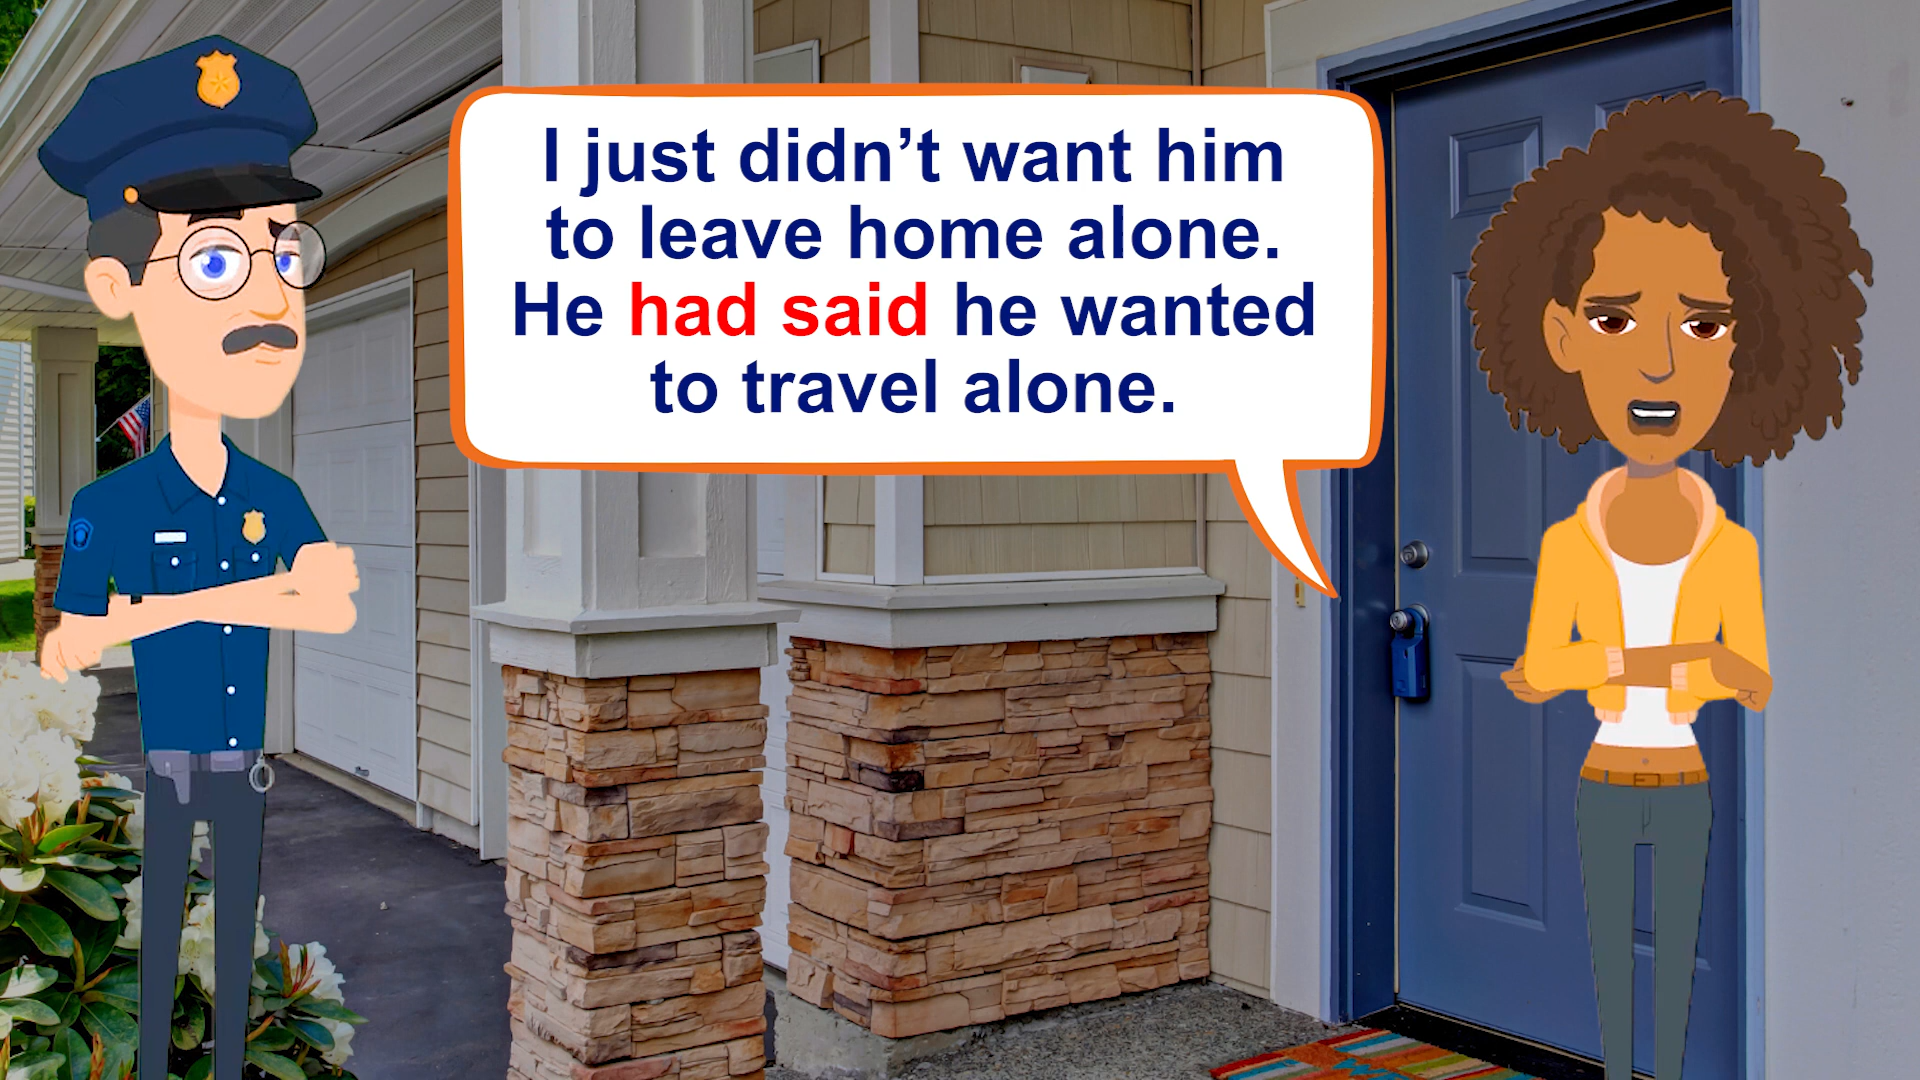 I just didn’t want him
to leave home alone.
He had said he wanted
to travel alone.